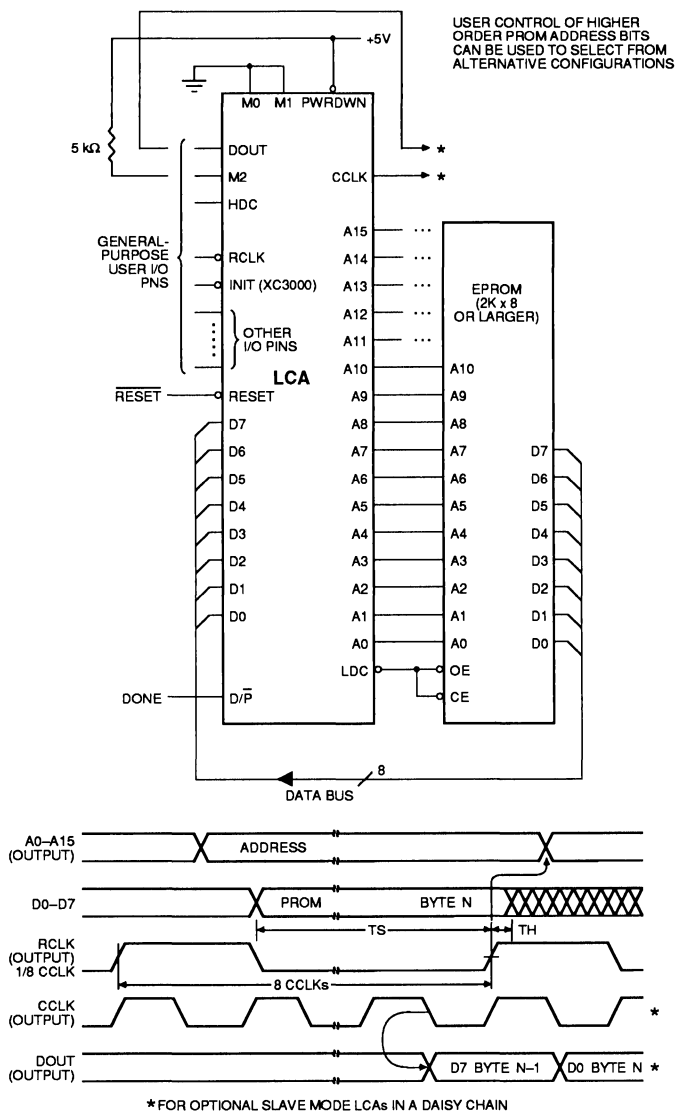 USER CONTROL OF HIGHER
ORDER PROM ADDRESS BITS
CAN BE USED TO SELECT FROM
ALTERNATIVE CONFIGURATIONS
+5V
M0 M1 PWRDWN
5 kΩ
DOUT
*
M2
CCLK
*
HDC
GENERAL-
PURPOSE
USER I/O
PNS
RCLK
INIT (XC3000)
OTHER
I/O PINS
LCA
RESET
RESET
D7
D6
D5
D4
D3
D2
D1
D0
DONE
D/P
A15
A14
A13
A12
A11
A10
A9
A8
A7
A6
A5
A4
A3
A2
A1
A0
LDC
EPROM
(2K x 8
OR LARGER)
A10
A9
A8
A7
A6
A5
A4
A3
A2
A1
A0
OE
CE
D7
D6
D5
D4
D3
D2
D1
D0
8
DATA BUS
A0–A15
(OUTPUT)
ADDRESS
D0–D7
PROM BYTE N
TS
TH
RCLK
(OUTPUT)
1/8 CCLK
8 CCLKs
CCLK
(OUTPUT)
*
DOUT
(OUTPUT)
D7 BYTE N–1
D0 BYTE N *
* FOR OPTIONAL SLAVE MODE LCAs IN A DAISY CHAIN